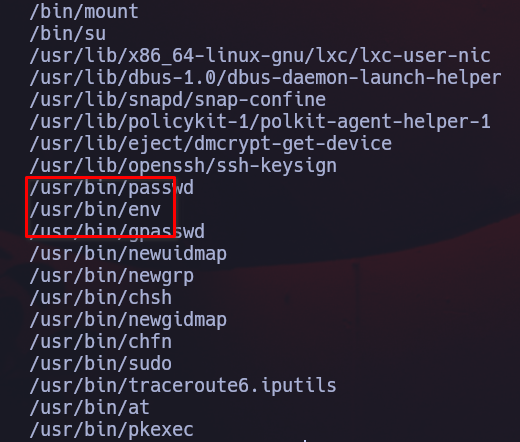 /bin/mount
/bin/su
/usr/lib/x86_64-linux-gnu/lxc/lxc-user-nic
/usr/lib/dbus-1.0/dbus-daemon-launch-helper
/usr/lib/snapd/snap-confine
/usr/lib/policykit-1/polkit-agent-helper-1
/usr/lib/eject/dmcrypt-get-device
/usr/lib/openssh/ssh-keysign
/usr/bin/passwd
/usr/bin/env
/usr/bin/gpasswd
/usr/bin/newuidmap
/usr/bin/newgrp
/usr/bin/chsh
/usr/bin/newgidmap
/usr/bin/chfn
/usr/bin/sudo
/usr/bin/traceroute6.iputils
/usr/bin/at
/usr/bin/pkexec